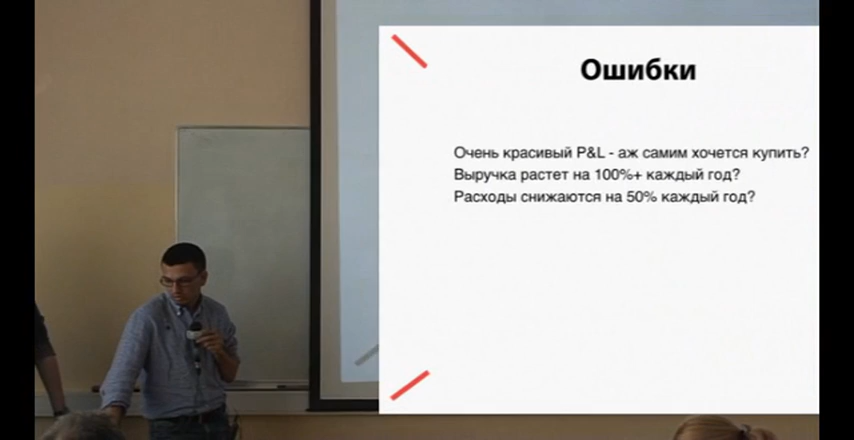 Ошибки
Очень красивый P&L - аж самим хочется купить?
Выручка растет на 100%+ каждый год?
Расходы снижаются на 50% каждый год?